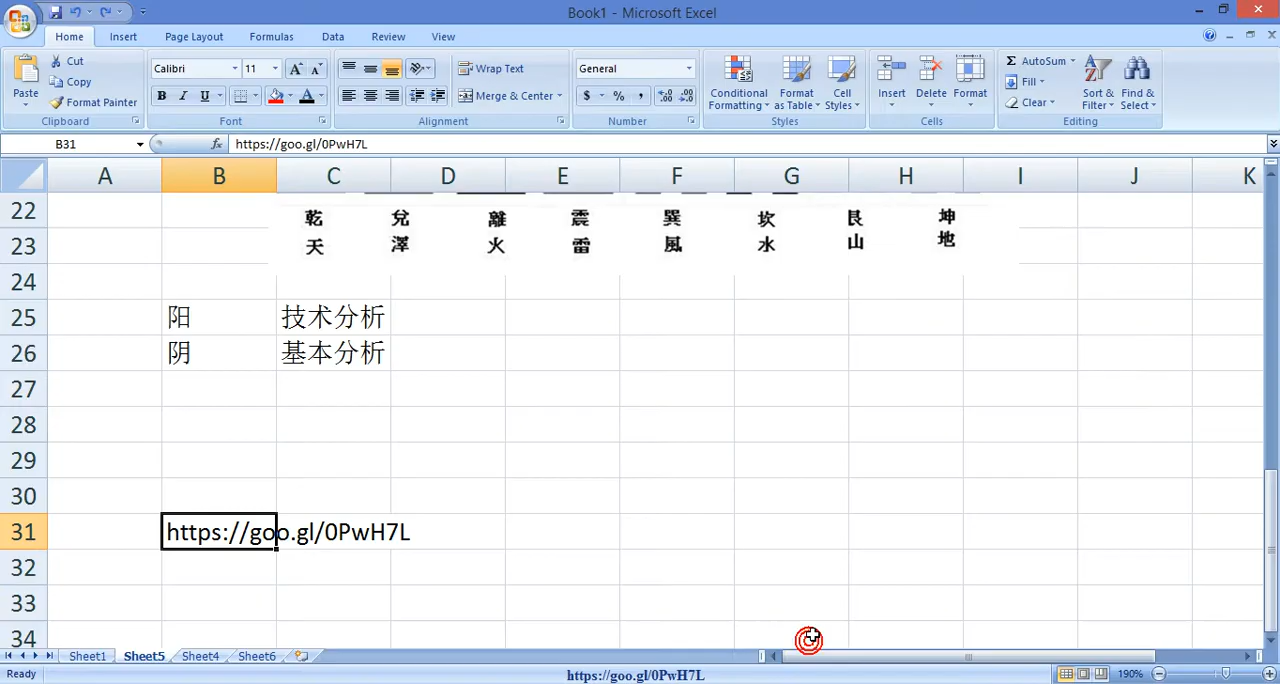 Book1 - Microsoft Excel
Home Insert Page Layout Formulas Data Review View
Cut
Copy
Format Painter
Paste
Clipboard
Calibri 11
B I U
Font
Wrap Text
Merge & Center
Alignment
General
$ % ,
Number
Conditional Formatting
Format as Table
Cell Styles
Styles
Insert Delete Format
Cells
AutoSum
Fill
Clear
Sort & Filter
Find & Select
Editing
B31 fx https://goo.gl/0PwH7L
A B C D E F G H I J K
22 乾 兌 離 震 巽 坎 艮 坤
23 天 澤 火 雷 風 水 山 地
24
25 阳 技术分析
26 阴 基本分析
27
28
29
30
31 https://goo.gl/0PwH7L
32
33
34
Sheet1 Sheet5 Sheet4 Sheet6
Ready https://goo.gl/0PwH7L 190%